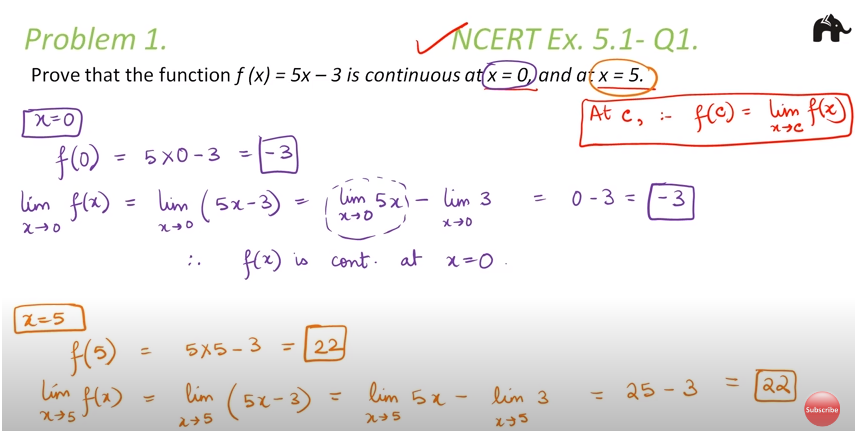 Problem 1.
NCERT Ex. 5.1- Q1.
Prove that the function f (x) = 5x – 3 is continuous at x = 0, and at x = 5.
At c, :- f(c) = lim x→c f(x)
x=0
f(0) = 5×0-3 = -3
lim x→0 f(x) = lim x→0 (5x-3) = lim x→0 5x - lim x→0 3 = 0-3 = -3
∴ f(x) is cont. at x=0.
x=5
f(5) = 5×5-3 = 22
lim x→5 f(x) = lim x→5 (5x-3) = lim x→5 5x - lim x→5 3 = 25-3 = 22
Subscribe